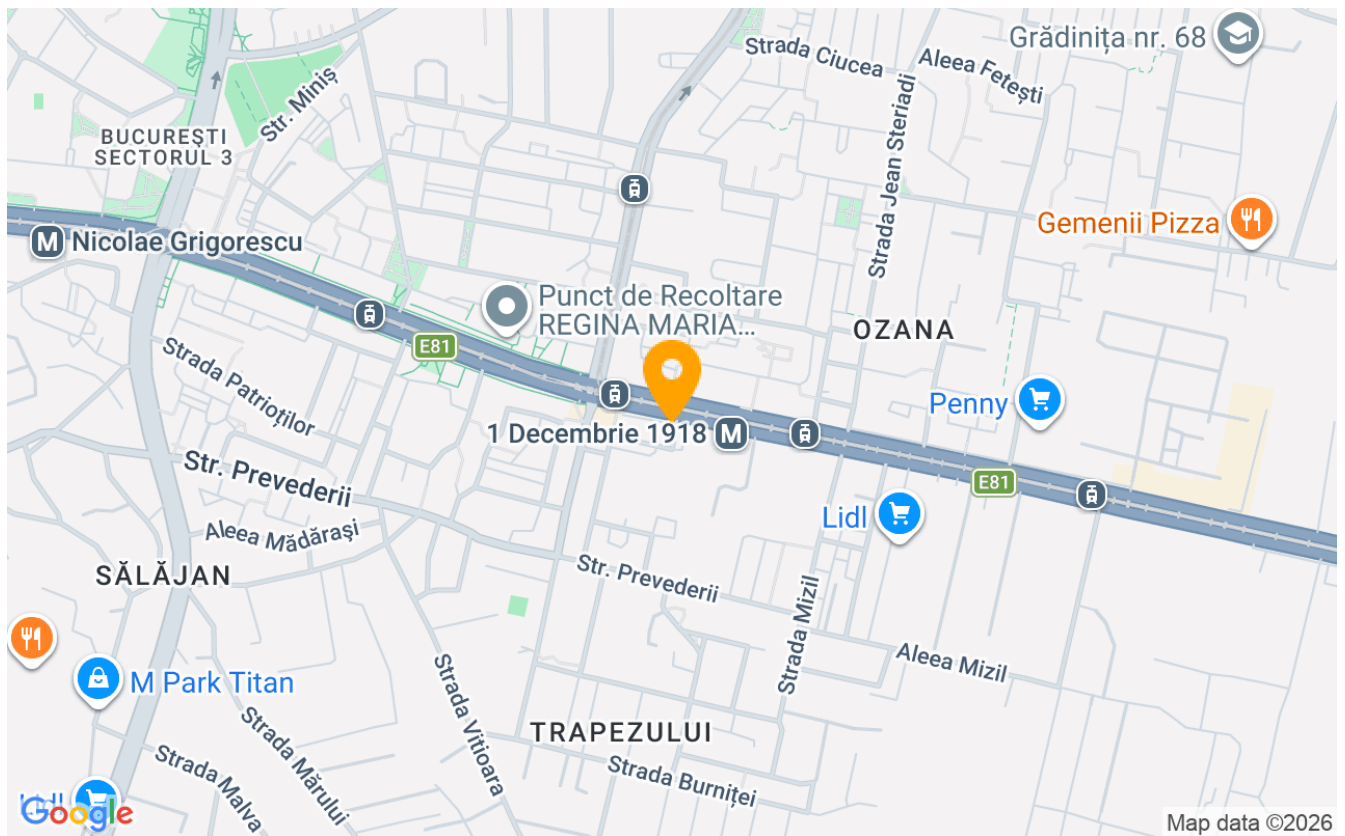 Grădinița nr. 68
Strada Ciucea
Aleea Fetești
Str. Miniș
BUCUREȘTI
SECTORUL 3
Strada Jean Steriadi
Gemenii Pizza
M Nicolae Grigorescu
Punct de Recoltare
REGINA MARIA...
OZANA
E81
Strada Patrioților
Penny
1 Decembrie 1918 M
Str. Prevederii
E81
Lidl
Aleea Mădărași
SĂLĂJAN
Str. Prevederii
Strada Mizil
Aleea Mizil
M Park Titan
Strada Vitioara
TRAPEZULUI
Strada Mărului
Strada Malva
Strada Burniței
Lidl
Google
Map data ©2026